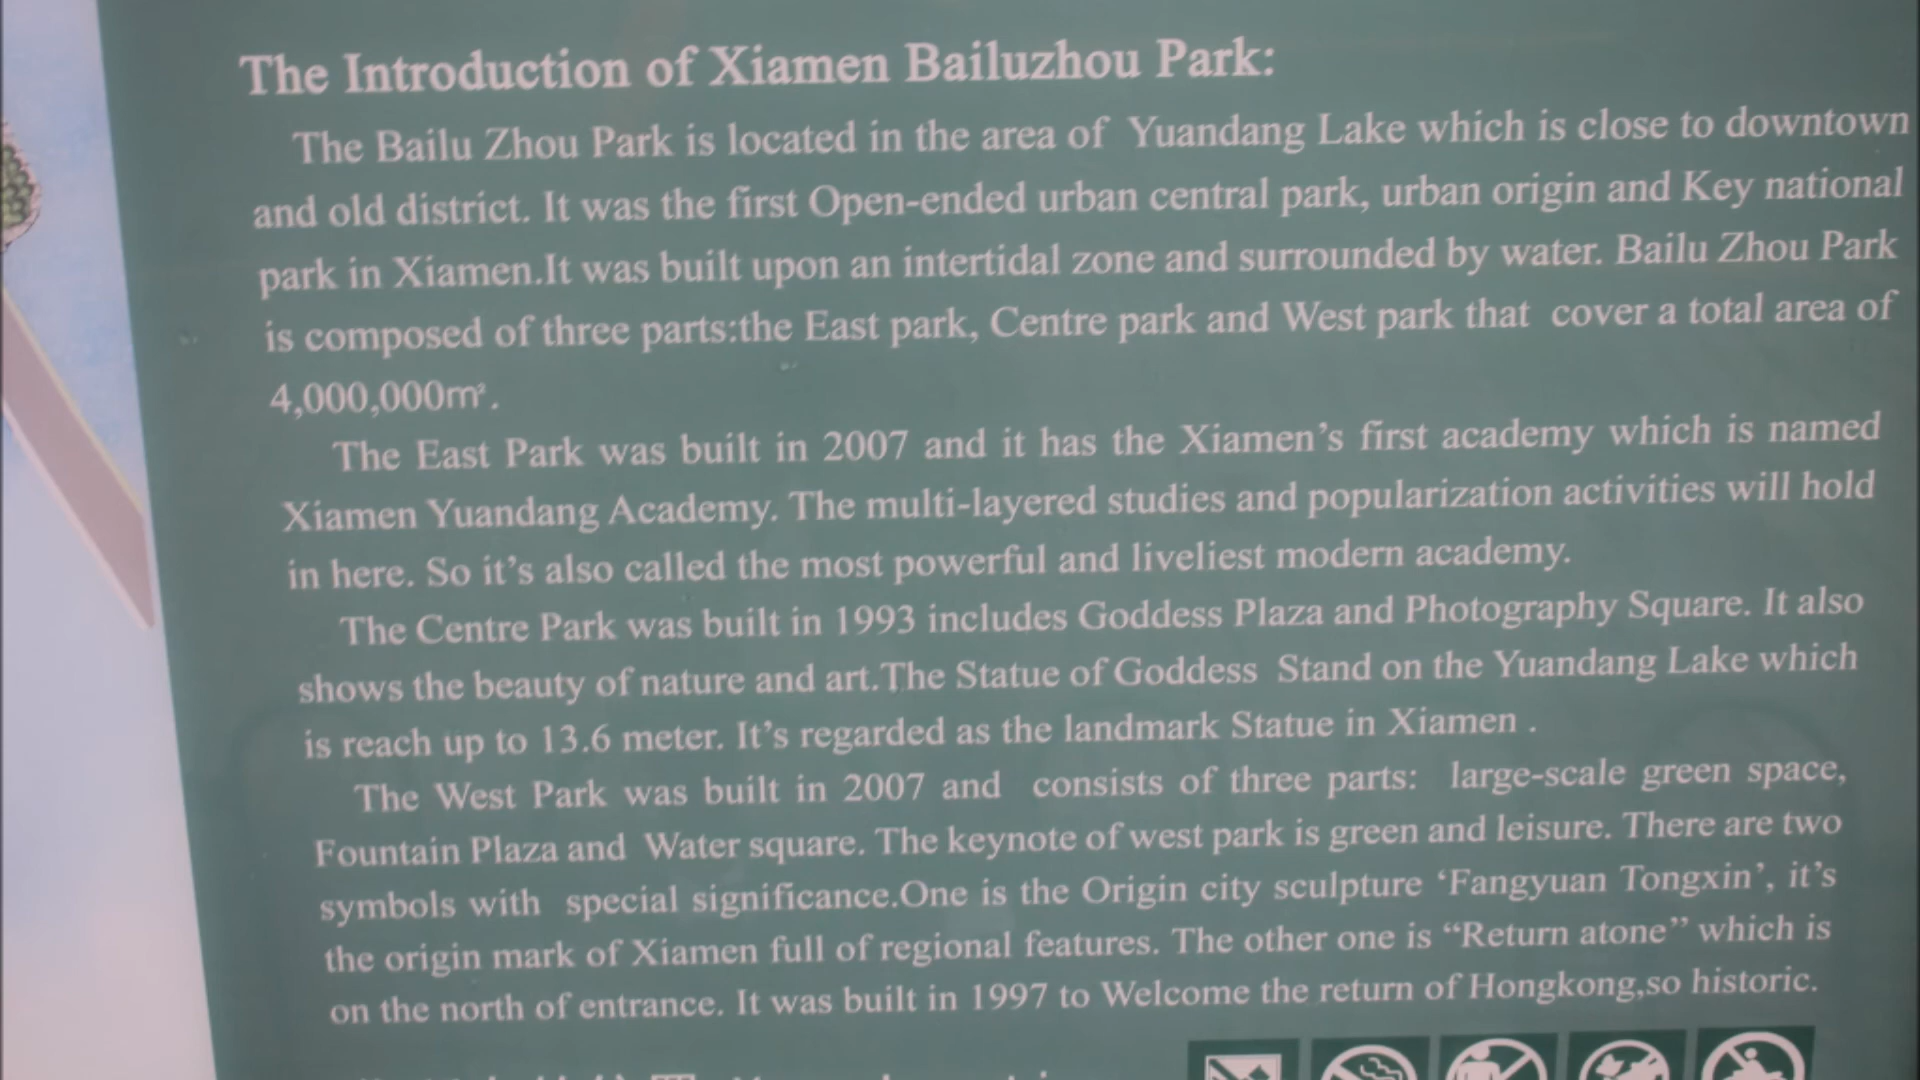 The Introduction of Xiamen Bailuzhou Park:
The Bailu Zhou Park is located in the area of Yuandang Lake which is close to downtown
and old district. It was the first Open-ended urban central park, urban origin and Key national
park in Xiamen.It was built upon an intertidal zone and surrounded by water. Bailu Zhou Park
is composed of three parts:the East park, Centre park and West park that cover a total area of
4,000,000m².
The East Park was built in 2007 and it has the Xiamen’s first academy which is named
Xiamen Yuandang Academy. The multi-layered studies and popularization activities will hold
in here. So it’s also called the most powerful and liveliest modern academy.
The Centre Park was built in 1993 includes Goddess Plaza and Photography Square. It also
shows the beauty of nature and art.The Statue of Goddess Stand on the Yuandang Lake which
is reach up to 13.6 meter. It’s regarded as the landmark Statue in Xiamen .
The West Park was built in 2007 and consists of three parts: large-scale green space,
Fountain Plaza and Water square. The keynote of west park is green and leisure. There are two
symbols with special significance.One is the Origin city sculpture ‘Fangyuan Tongxin’, it’s
the origin mark of Xiamen full of regional features. The other one is “Return atone” which is
on the north of entrance. It was built in 1997 to Welcome the return of Hongkong,so historic.